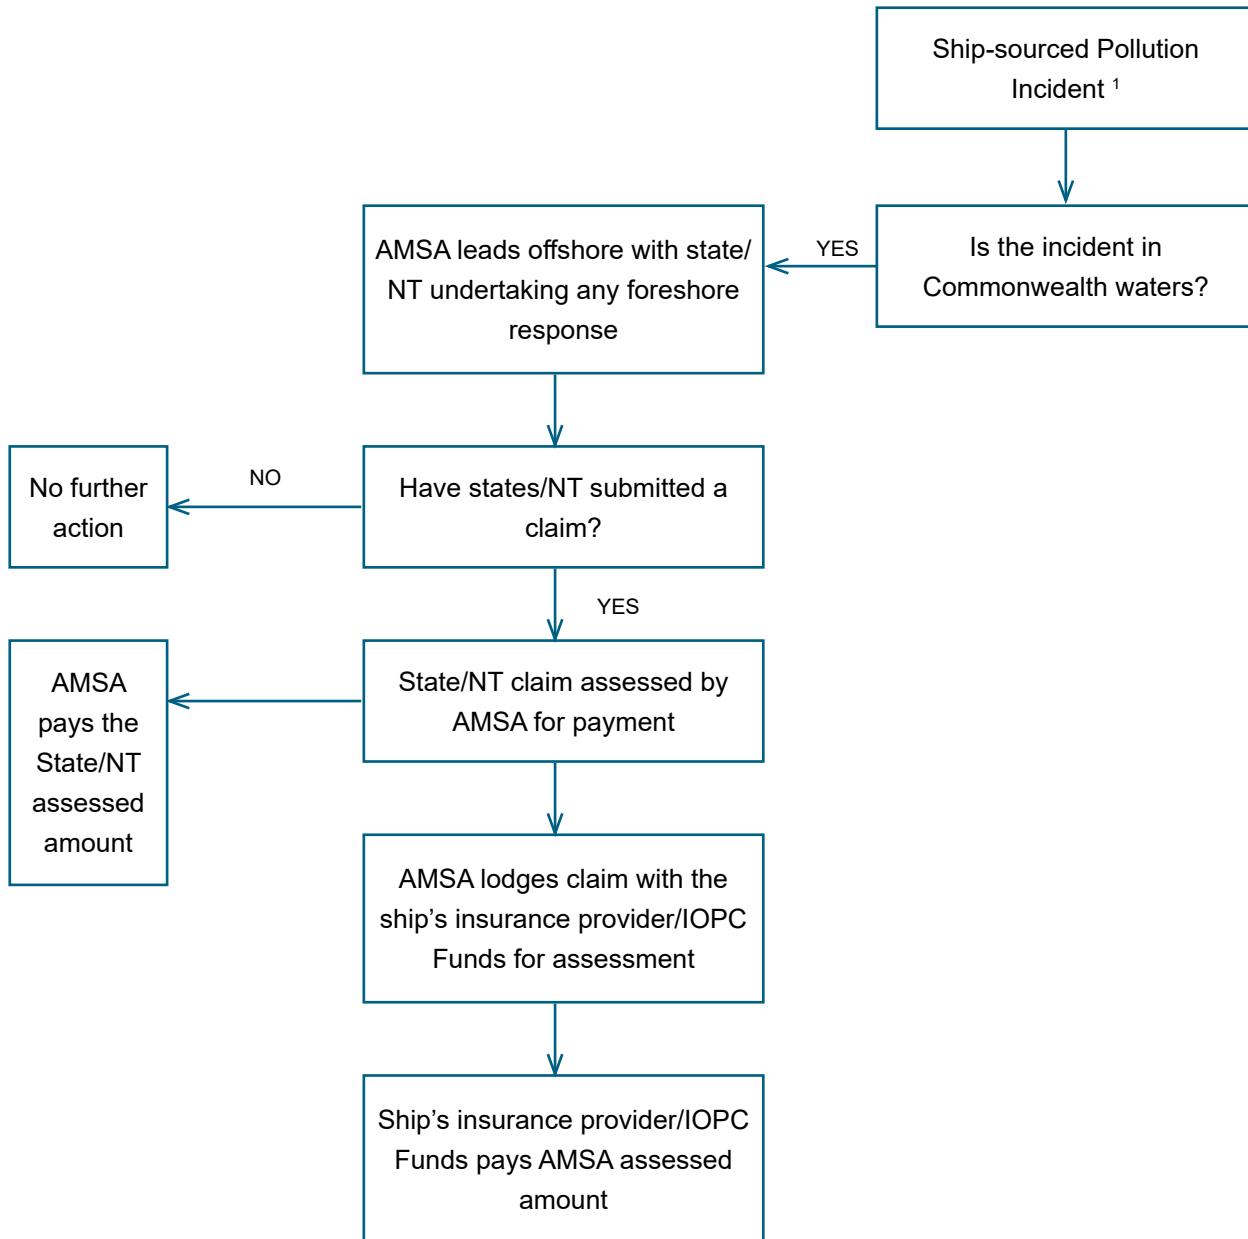 Ship-sourced Pollution
Incident ¹
Is the incident in
Commonwealth waters?
YES
AMSA leads offshore with state/
NT undertaking any foreshore
response
Have states/NT submitted a
claim?
NO
No further
action
YES
State/NT claim assessed by
AMSA for payment
AMSA
pays the
State/NT
assessed
amount
AMSA lodges claim with the
ship’s insurance provider/IOPC
Funds for assessment
Ship’s insurance provider/IOPC
Funds pays AMSA assessed
amount